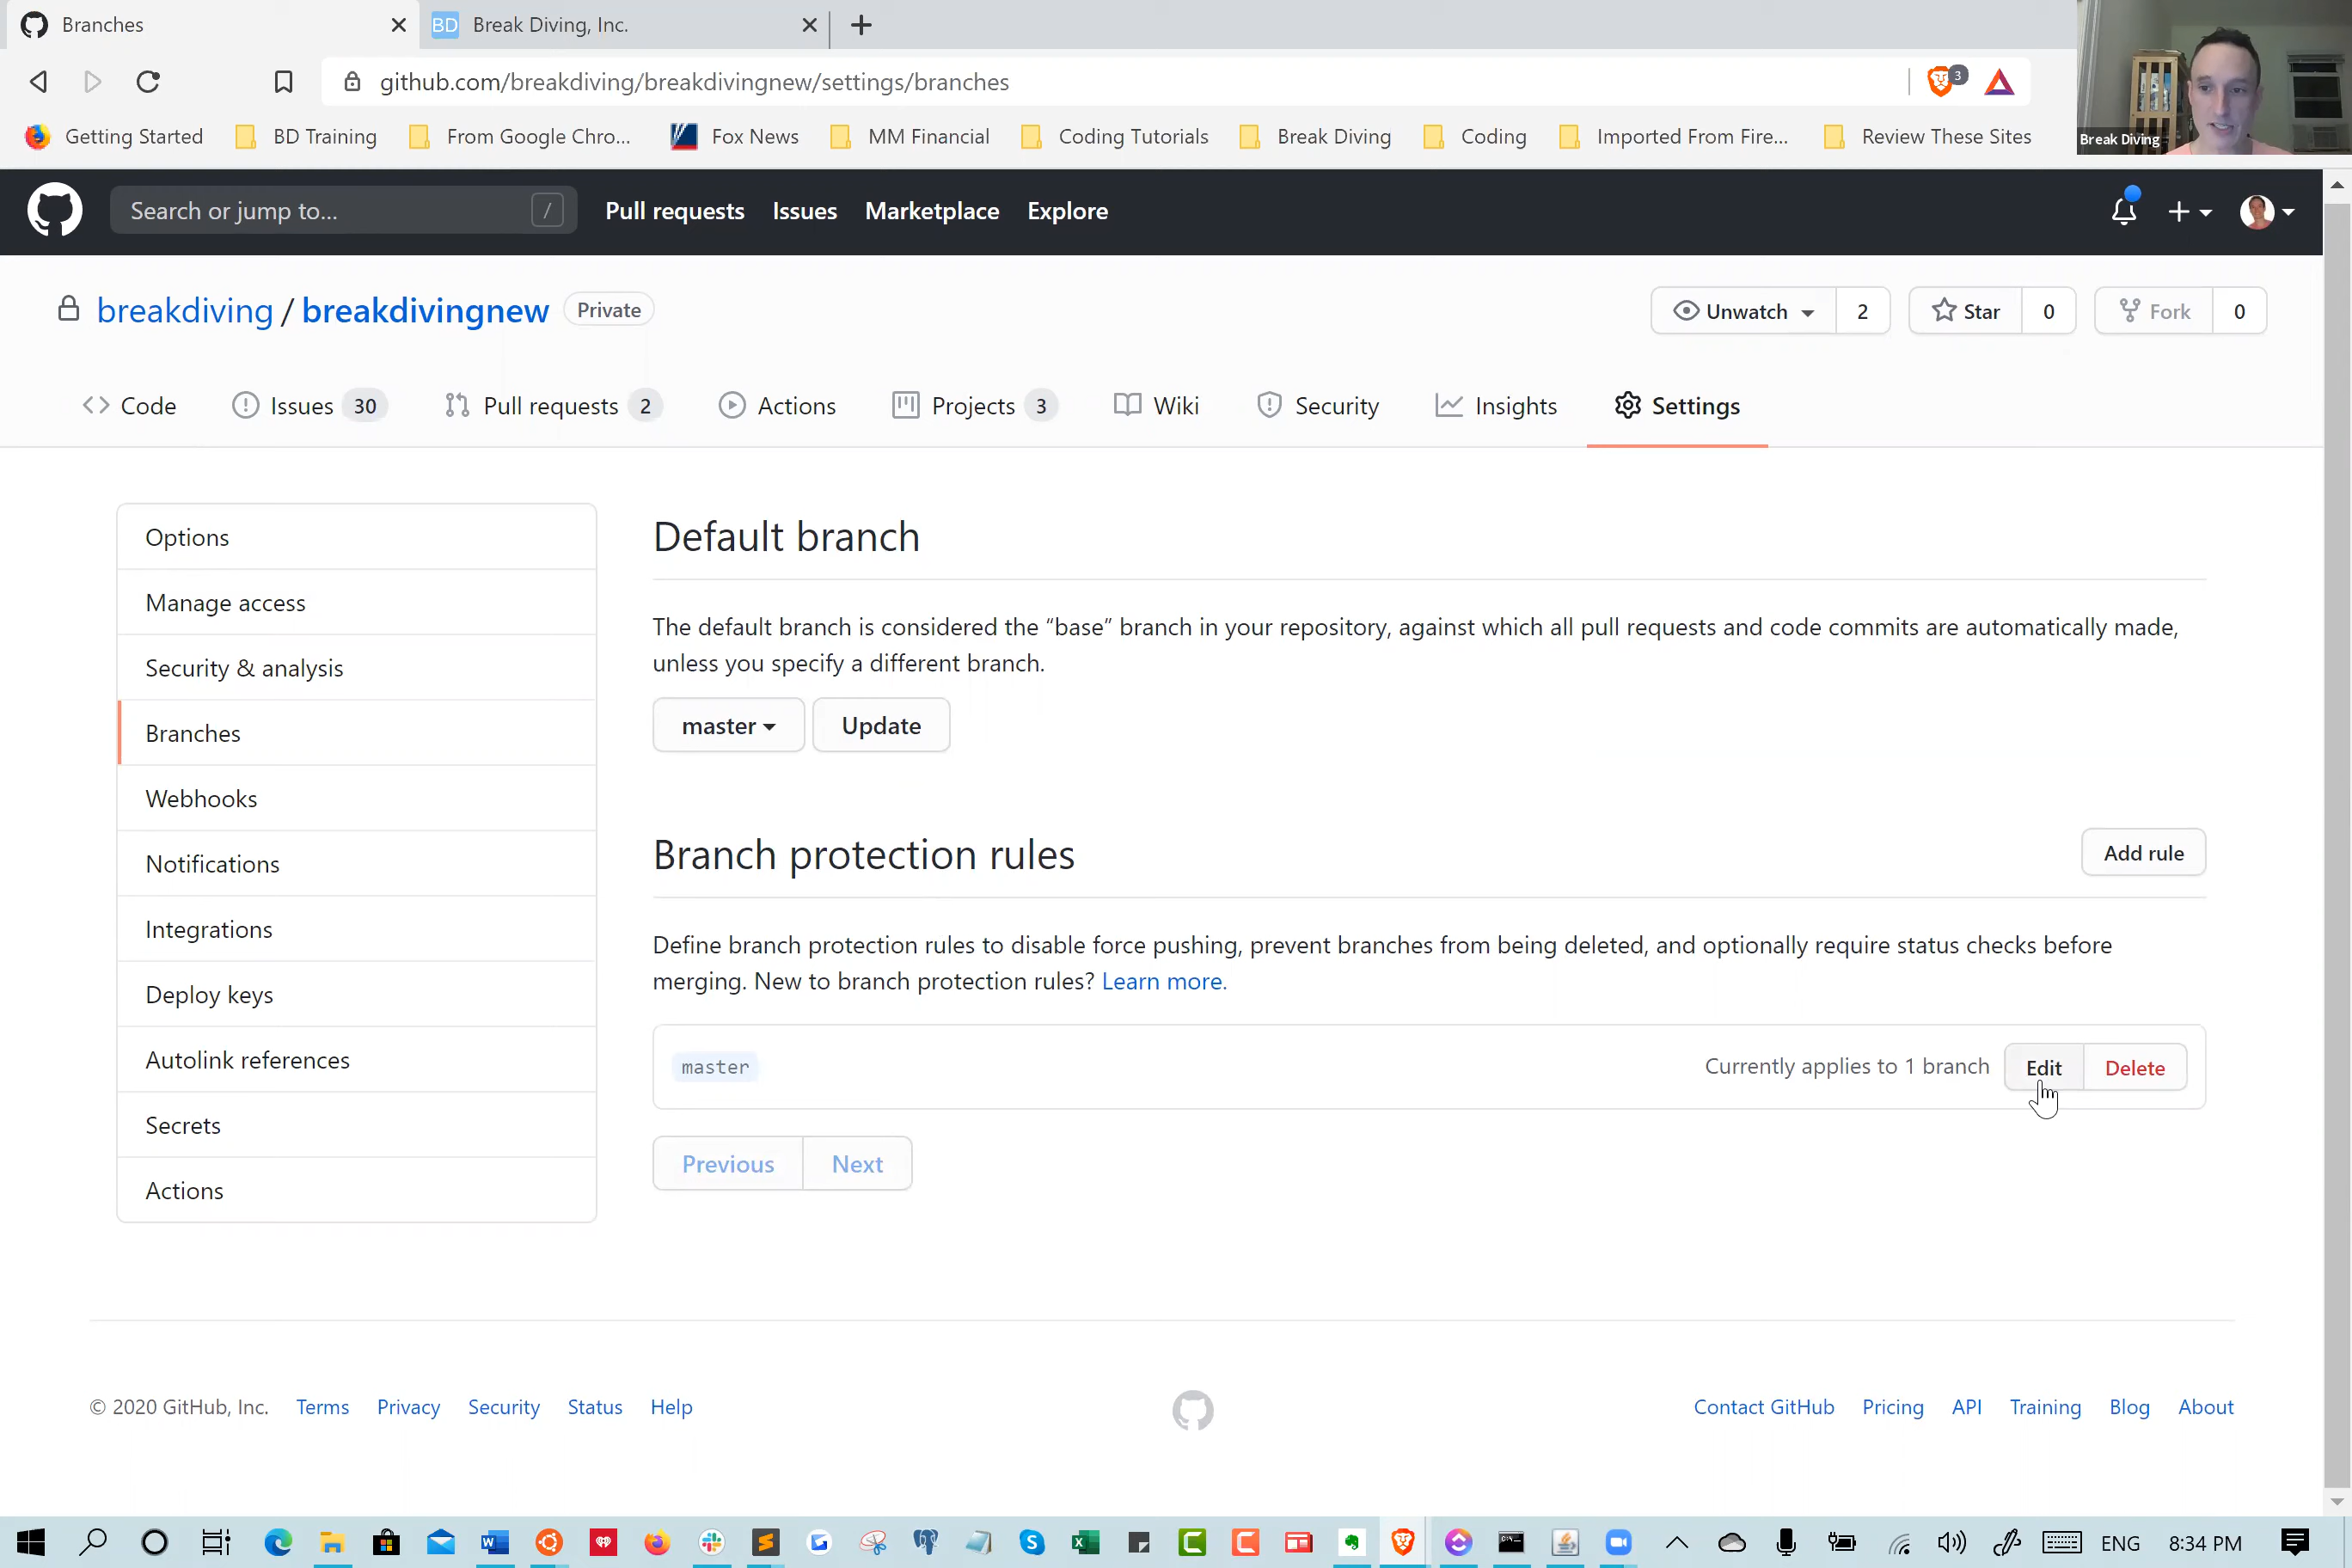 Branches
BD Break Diving, Inc.
github.com/breakdiving/breakdivingnew/settings/branches
3
Getting Started BD Training From Google Chro... Fox News MM Financial Coding Tutorials Break Diving Coding Imported From Fire... Review These Sites
Break Diving
Search or jump to... / Pull requests Issues Marketplace Explore
breakdiving / breakdivingnew Private Unwatch 2 Star 0 Fork 0
Code Issues 30 Pull requests 2 Actions Projects 3 Wiki Security Insights Settings
Options
Manage access
Security & analysis
Branches
Webhooks
Notifications
Integrations
Deploy keys
Autolink references
Secrets
Actions
Default branch
The default branch is considered the “base” branch in your repository, against which all pull requests and code commits are automatically made,
unless you specify a different branch.
master Update
Branch protection rules Add rule
Define branch protection rules to disable force pushing, prevent branches from being deleted, and optionally require status checks before
merging. New to branch protection rules? Learn more.
master Currently applies to 1 branch Edit Delete
Previous Next
© 2020 GitHub, Inc. Terms Privacy Security Status Help Contact GitHub Pricing API Training Blog About
ENG 8:34 PM